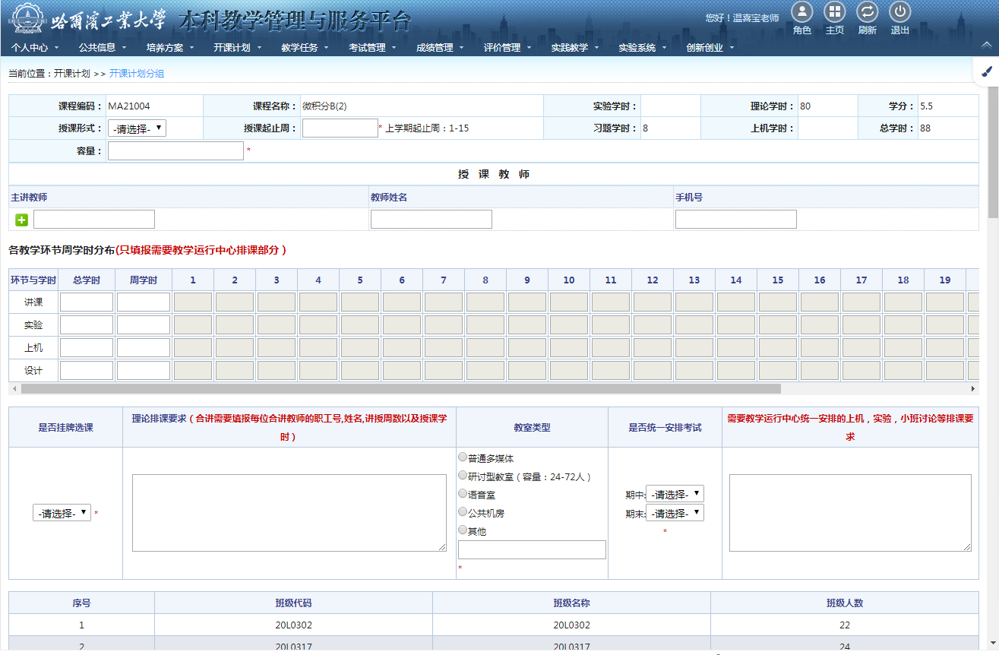 哈尔滨工业大学 本科教学管理与服务平台 您好！温喜宝老师 角色 主页 刷新 退出
个人中心 公共信息 培养方案 开课计划 教学任务 考试管理 成绩管理 评价管理 实践教学 实验系统 创新创业
当前位置：开课计划 >> 开课计划分组
课程编码： MA21004 课程名称： 微积分B(2) 实验学时： 理论学时： 80 学分： 5.5
授课形式： -请选择- 授课起止周： * 上学期起止周：1-15 习题学时： 8 上机学时： 总学时： 88
容量： *
授 课 教 师
主讲教师 教师姓名 手机号
各教学环节周学时分布(只填报需要教学运行中心排课部分）
环节与学时 总学时 周学时 1 2 3 4 5 6 7 8 9 10 11 12 13 14 15 16 17 18 19
讲课
实验
上机
设计
是否挂牌选课 理论排课要求（合讲需要填报每位合讲教师的职工号,姓名,讲授周数以及授课学
时） 教室类型 是否统一安排考试 需要教学运行中心统一安排的上机，实验，小班讨论等排课要
求
-请选择- *
普通多媒体
研讨型教室（容量：24-72人）
语音室
公共机房
其他
*
期中: -请选择-
期末: -请选择-
*
序号 班级代码 班级名称 班级人数
1 20L0302 20L0302 22
2 20L0317 20L0317 24